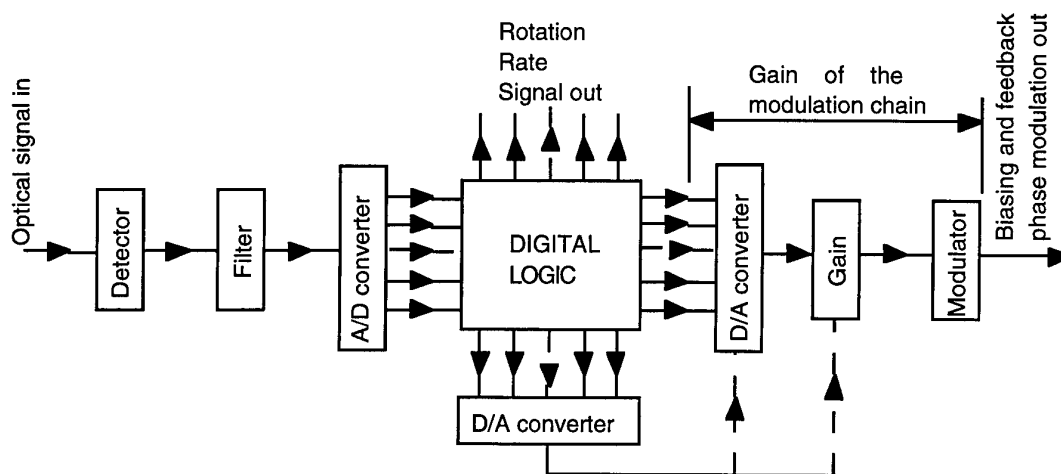 Rotation
Rate
Signal out
Gain of the
modulation chain
Biasing and feedback
phase modulation out
Optical signal in
Detector
Filter
A/D converter
DIGITAL
LOGIC
D/A converter
Gain
Modulator
D/A converter